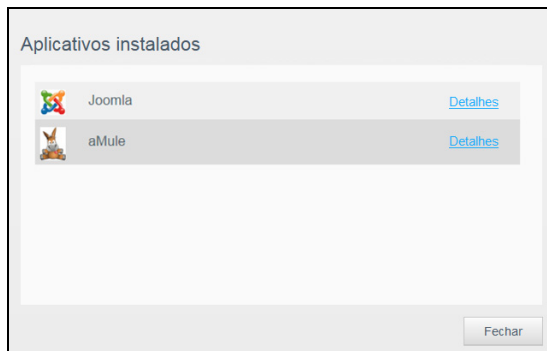 Aplicativos instalados
Joomla Detalhes
aMule Detalhes
Fechar